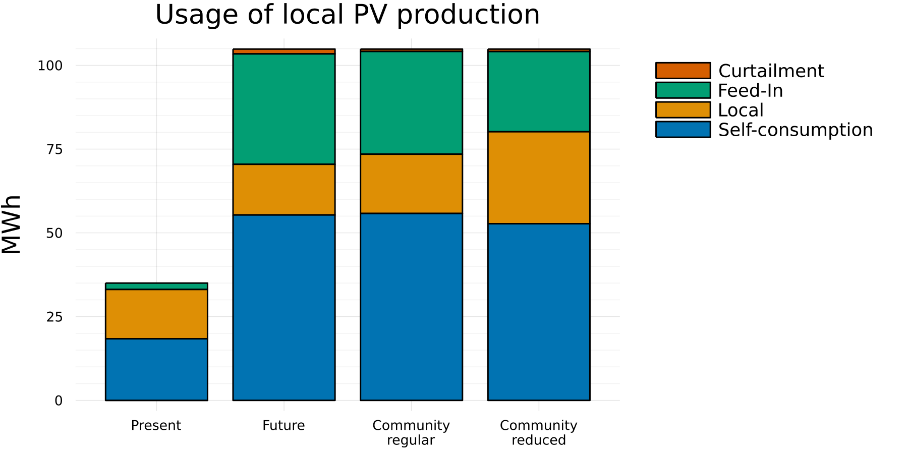 Usage of local PV production
MWh
100
75
50
25
0
Present
Future
Community
regular
Community
reduced
Curtailment
Feed-In
Local
Self-consumption